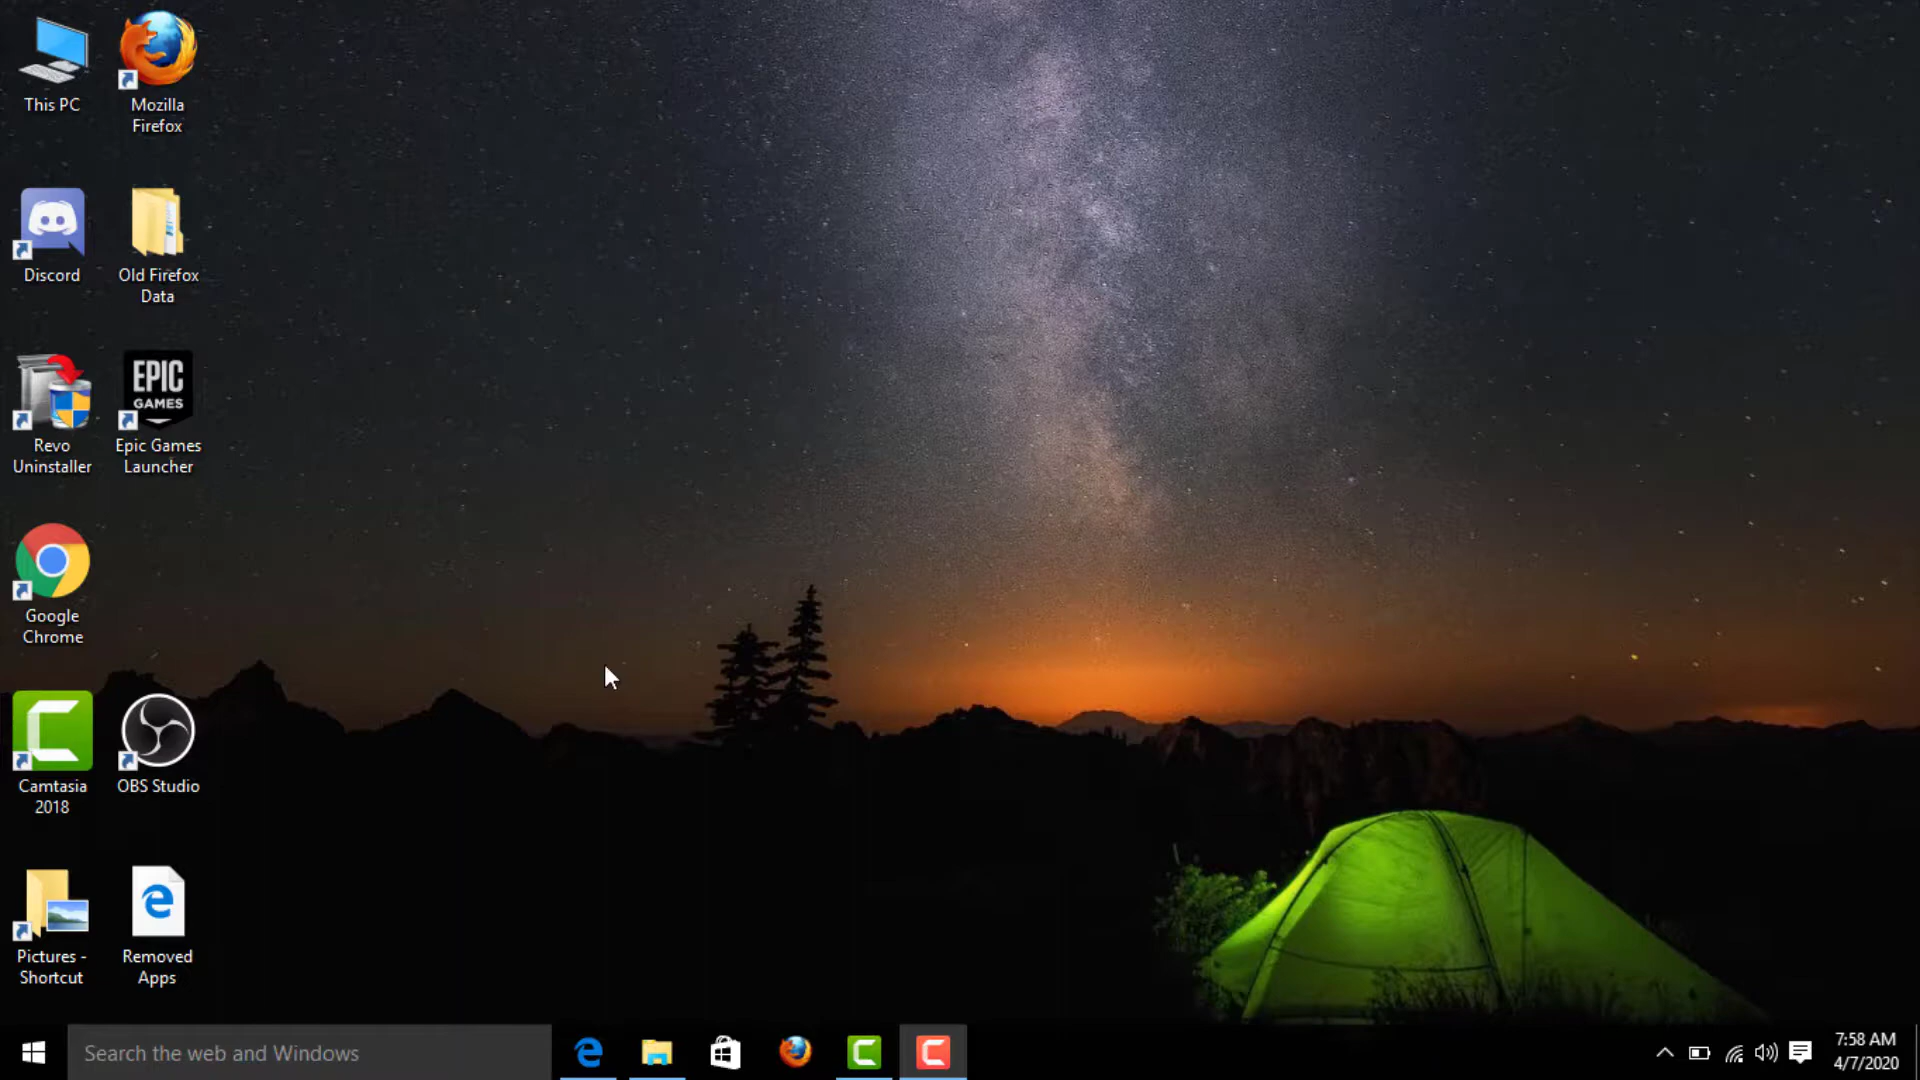 This PC
Mozilla
Firefox
Discord
Old Firefox
Data
Revo
Uninstaller
EPIC
GAMES
Epic Games
Launcher
Google
Chrome
Camtasia
2018
OBS Studio
Pictures -
Shortcut
Removed
Apps
Search the web and Windows
7:58 AM
4/7/2020